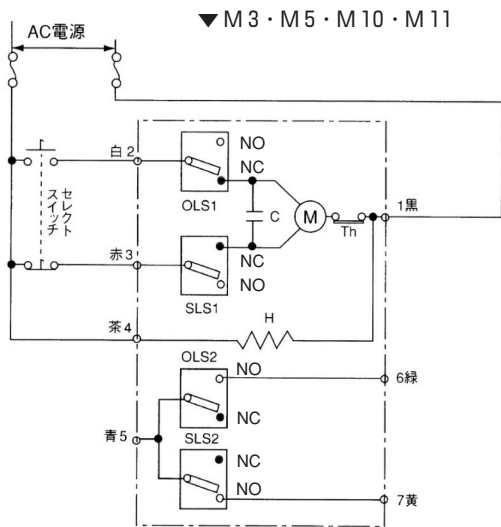 ▼M3・M5・M10・M11
AC電源
白2
NO
NC
OLS1
セレクト
スイッチ
C
M
Th
1黒
赤3
NC
NO
SLS1
茶4
H
OLS2
NO
6緑
NC
青5
SLS2
NC
NO
7黄